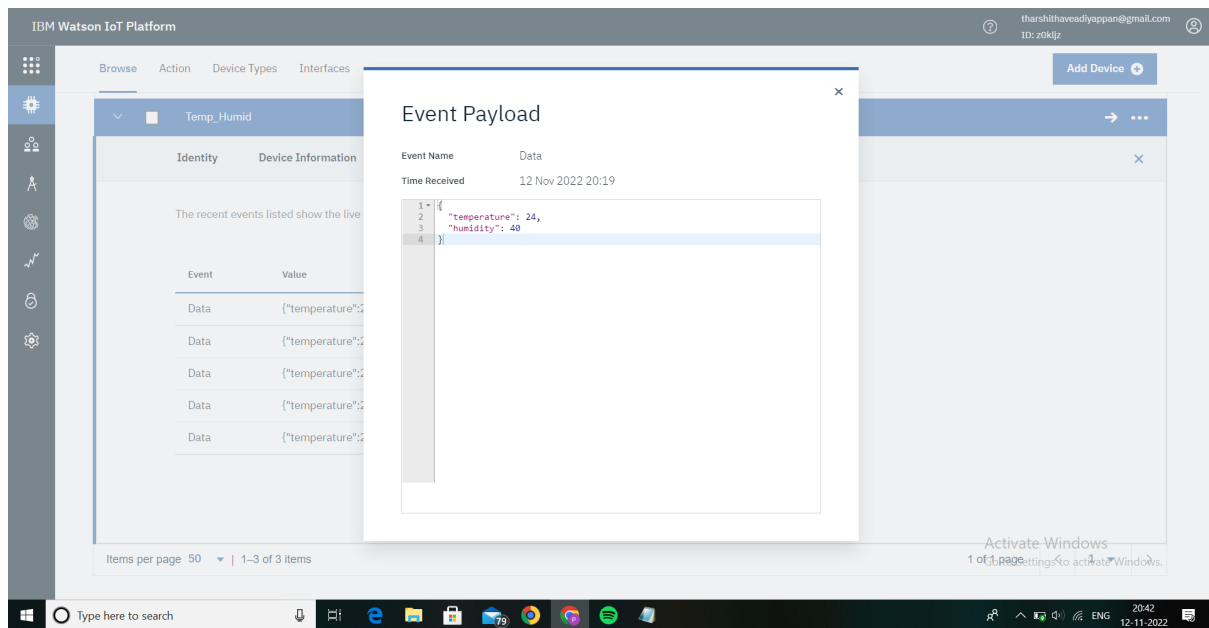 IBM Watson IoT Platform
tharshithaveadiyappan@gmail.com
ID: z0kljz
Browse Action Device Types Interfaces
Add Device
Temp_Humid
Identity Device Information
The recent events listed show the live
Event Value
Data {"temperature":2
Data {"temperature":2
Data {"temperature":2
Data {"temperature":2
Data {"temperature":2
Event Payload
Event Name Data
Time Received 12 Nov 2022 20:19
1 {
2 "temperature": 24,
3 "humidity": 40
4 }
Items per page 50 | 1–3 of 3 items
1 of 1 page 1
Activate Windows
Go to Settings to activate Windows.
Type here to search
79
ENG
20:42
12-11-2022